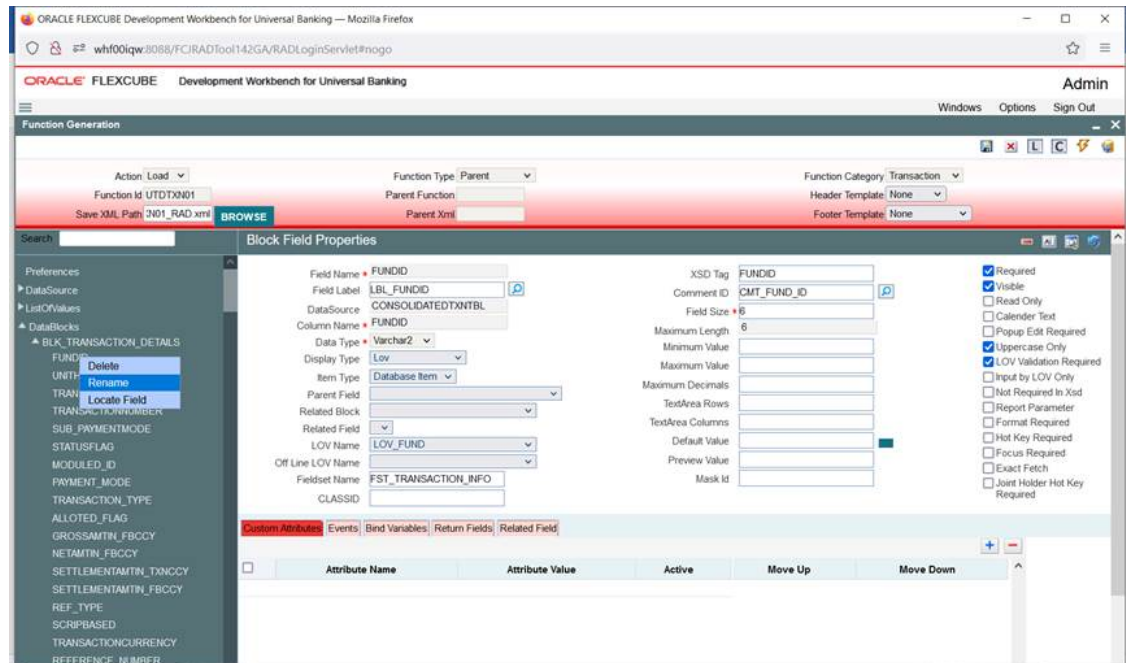 ORACLE FLEXCUBE Development Workbench for Universal Banking — Mozilla Firefox
whf00iqw:8088/FCJRADTool142GA/RADLoginServlet#nogo
ORACLE FLEXCUBE Development Workbench for Universal Banking Admin
Windows Options Sign Out
Function Generation
L C
Action Load Function Type Parent Function Category Transaction
Function Id UTDTXN01 Parent Function Header Template None
Save XML Path XN01_RAD.xml BROWSE Parent Xml Footer Template None
Search Block Field Properties
Preferences
DataSource
ListOfValues
DataBlocks
BLK_TRANSACTION_DETAILS
Delete
Rename
Locate Field
TRANSACTIONNUMBER
SUB_PAYMENTMODE
STATUSFLAG
MODULED_ID
PAYMENT_MODE
TRANSACTION_TYPE
ALLOTED_FLAG
GROSSAMTIN_FBCCY
NETAMTIN_FBCCY
SETTLEMENTAMTIN_TXNCCY
SETTLEMENTAMTIN_FBCCY
REF_TYPE
SCRIPBASED
TRANSACTIONCURRENCY
REFERENCE_NUMBER
Field Name * FUNDID
Field Label LBL_FUNDID
DataSource CONSOLIDATEDTXNTBL
Column Name * FUNDID
Data Type * Varchar2
Display Type Lov
Item Type Database Item
Parent Field
Related Block
Related Field
LOV Name LOV_FUND
Off Line LOV Name
Fieldset Name FST_TRANSACTION_INFO
CLASSID
XSD Tag FUNDID
Comment ID CMT_FUND_ID
Field Size * 6
Maximum Length 6
Minimum Value
Maximum Value
Maximum Decimals
TextArea Rows
TextArea Columns
Default Value
Preview Value
Mask Id
Required
Visible
Read Only
Calender Text
Popup Edit Required
Uppercase Only
LOV Validation Required
Input by LOV Only
Not Required In Xsd
Report Parameter
Format Required
Hot Key Required
Focus Required
Exact Fetch
Joint Holder Hot Key
Required
Custom Attributes Events Bind Variables Return Fields Related Field
Attribute Name Attribute Value Active Move Up Move Down